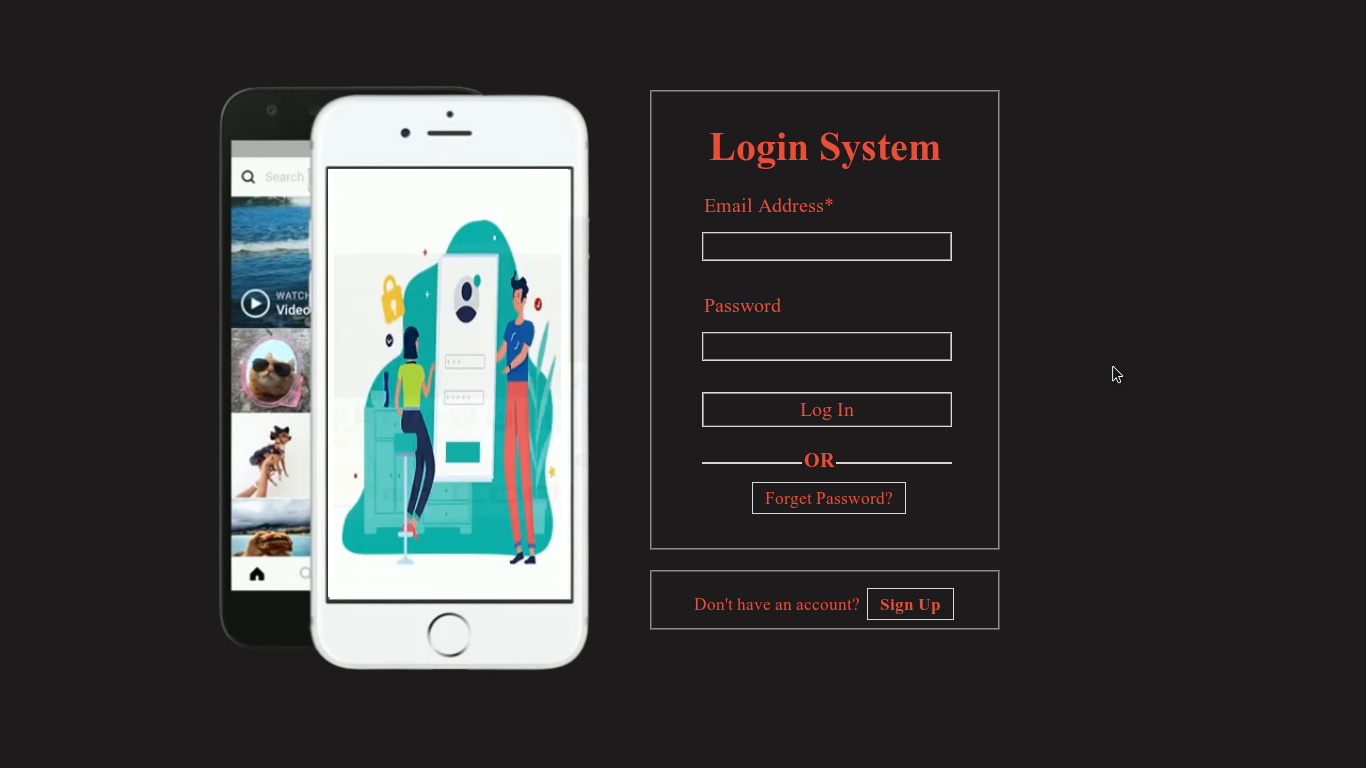 Search
WATCH
Video
Login System
Email Address*
Password
Log In
OR
Forget Password?
Don't have an account? Sign Up